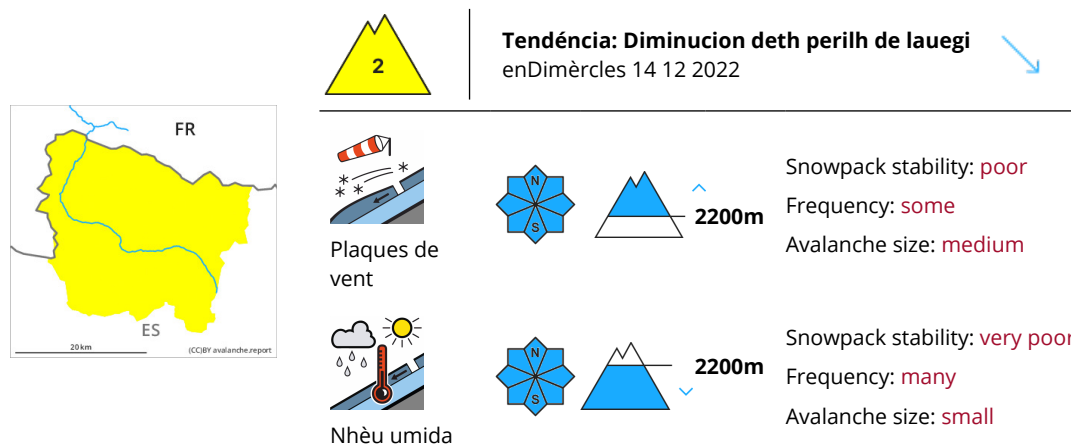 2
Tendéncia: Diminucion deth perilh de lauegi
enDimèrcles 14 12 2022
FR
ES
20 km
(CC)BY avalanche.report
Plaques de
vent
N
S
2200m
Snowpack stability: poor
Frequency: some
Avalanche size: medium
Nhèu umida
N
S
2200m
Snowpack stability: very poor
Frequency: many
Avalanche size: small